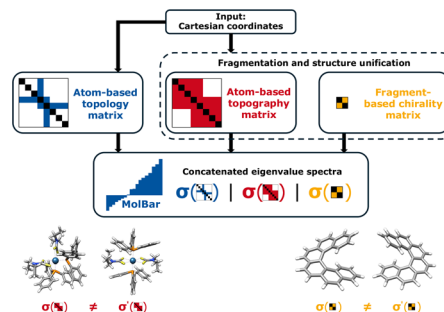 Input:
Cartesian coordinates
Fragmentation and structure unification
Atom-based
topology
matrix
Atom-based
topography
matrix
Fragment-
based chirality
matrix
Concatenated eigenvalue spectra
MolBar
σ( ) | σ( ) | σ( )
σ( ) ≠ σ'( )
σ( ) ≠ σ'( )